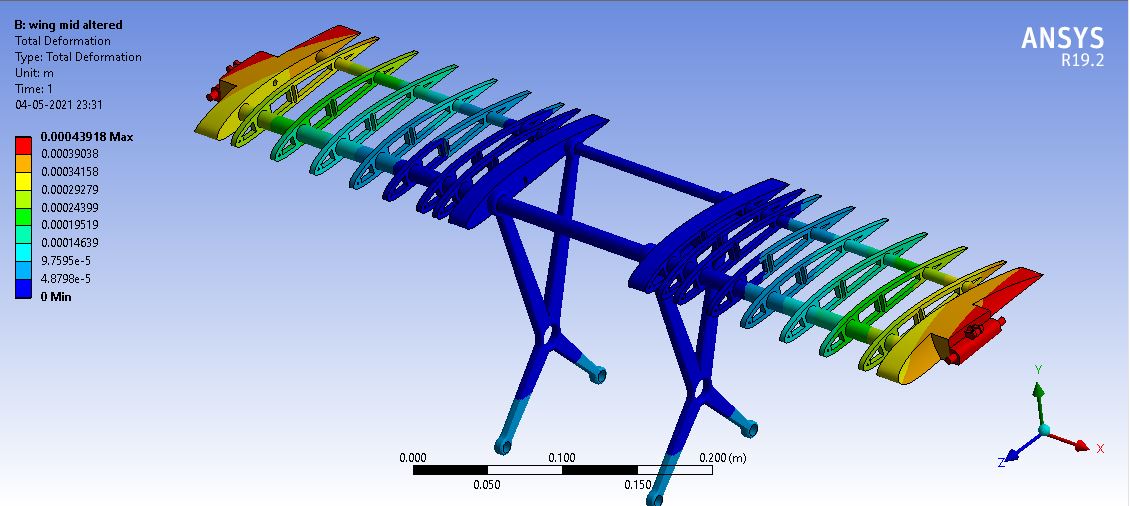 B: wing mid altered
Total Deformation
Type: Total Deformation
Unit: m
Time: 1
04-05-2021 23:31
0.00043918 Max
0.00039038
0.00034158
0.00029279
0.00024399
0.00019519
0.00014639
9.7595e-5
4.8798e-5
0 Min
ANSYS
R19.2
0.000
0.100
0.200 (m)
0.050
0.150
Y
X
Z